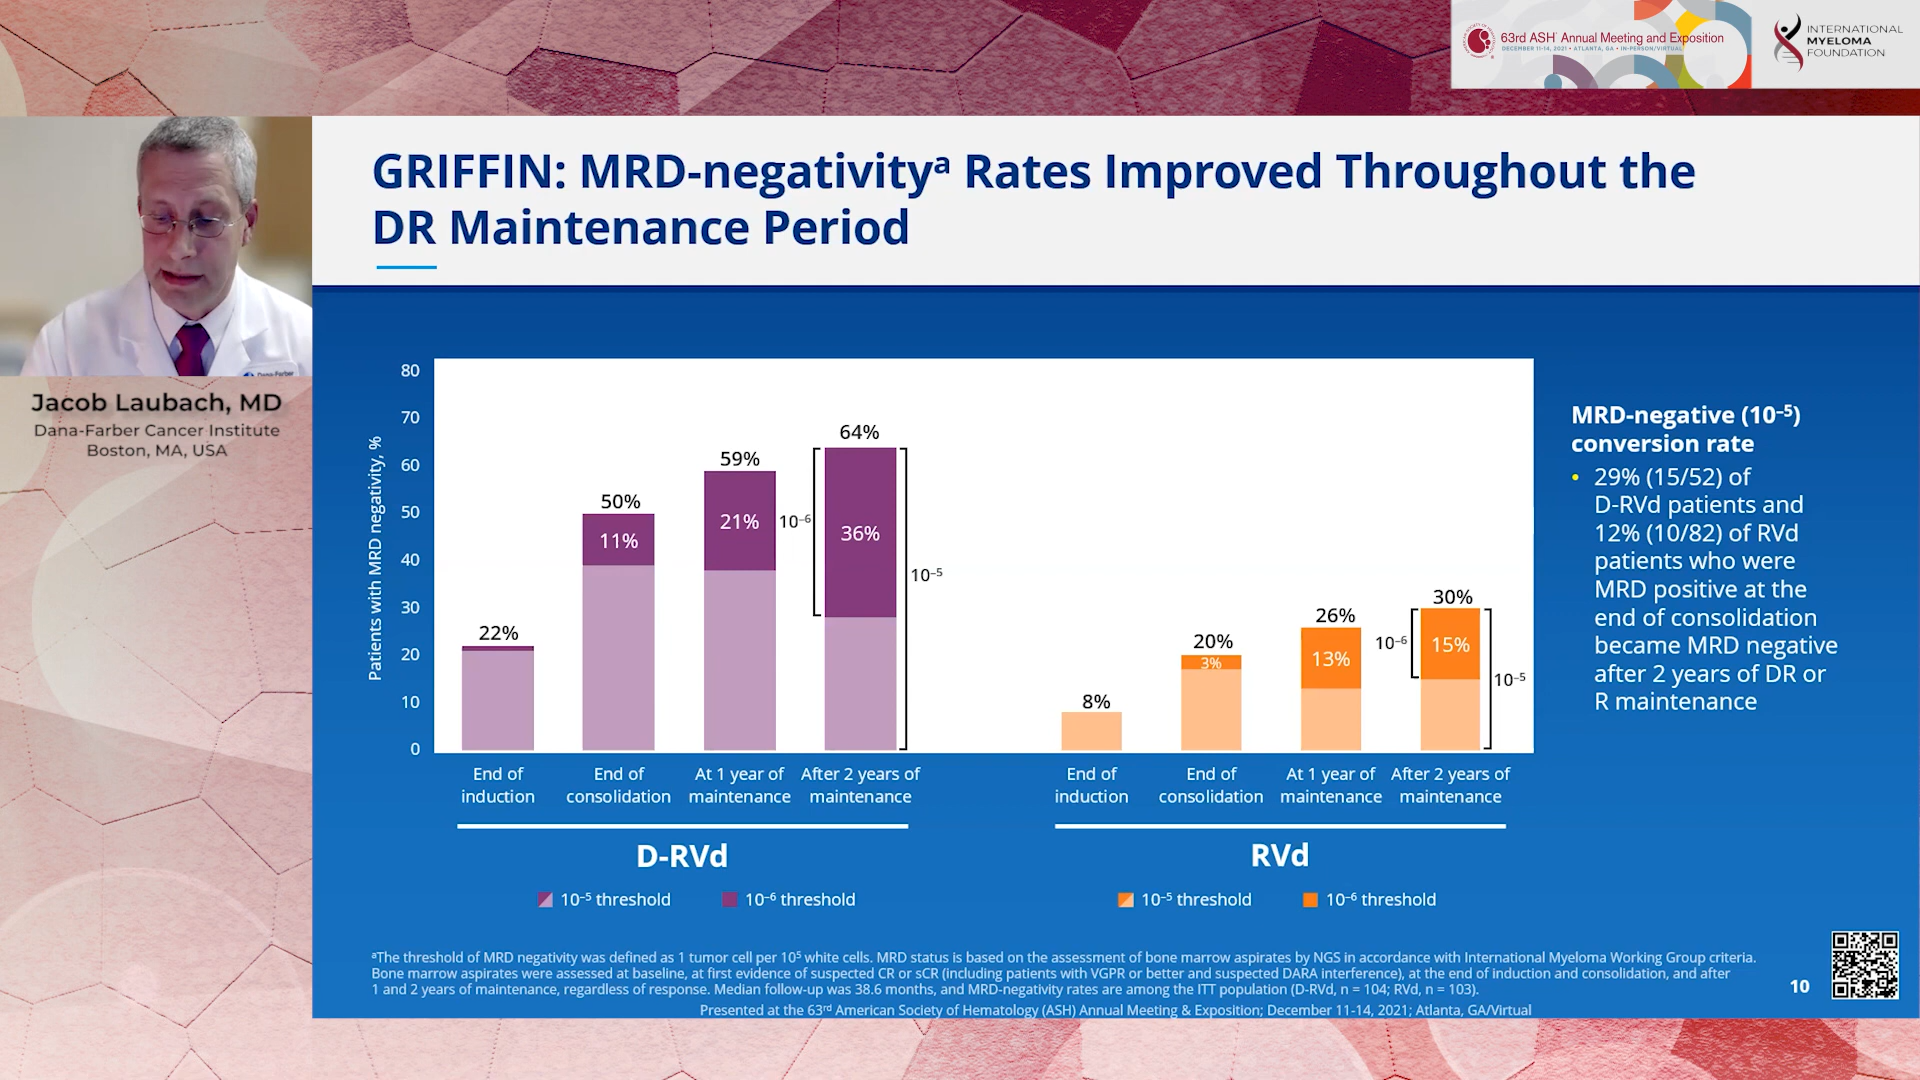 63rd ASH® Annual Meeting and Exposition
DECEMBER 11-14, 2021 • ATLANTA, GA • IN-PERSON/VIRTUAL
INTERNATIONAL
MYELOMA
FOUNDATION
Jacob Laubach, MD
Dana-Farber Cancer Institute
Boston, MA, USA
GRIFFIN: MRD-negativityᵃ Rates Improved Throughout the
DR Maintenance Period
Patients with MRD negativity, %
80
70
60
50
40
30
20
10
0
22%
50%
11%
59%
21%
64%
36%
10⁻⁶
10⁻⁵
8%
20%
3%
26%
13%
30%
15%
10⁻⁶
10⁻⁵
End of
induction
End of
consolidation
At 1 year of
maintenance
After 2 years of
maintenance
End of
induction
End of
consolidation
At 1 year of
maintenance
After 2 years of
maintenance
D-RVd
RVd
10⁻⁵ threshold
10⁻⁶ threshold
10⁻⁵ threshold
10⁻⁶ threshold
MRD-negative (10⁻⁵)
conversion rate
• 29% (15/52) of
D-RVd patients and
12% (10/82) of RVd
patients who were
MRD positive at the
end of consolidation
became MRD negative
after 2 years of DR or
R maintenance
ᵃThe threshold of MRD negativity was defined as 1 tumor cell per 10⁵ white cells. MRD status is based on the assessment of bone marrow aspirates by NGS in accordance with International Myeloma Working Group criteria.
Bone marrow aspirates were assessed at baseline, at first evidence of suspected CR or sCR (including patients with VGPR or better and suspected DARA interference), at the end of induction and consolidation, and after
1 and 2 years of maintenance, regardless of response. Median follow-up was 38.6 months, and MRD-negativity rates are among the ITT population (D-RVd, n = 104; RVd, n = 103).
Presented at the 63ʳᵈ American Society of Hematology (ASH) Annual Meeting & Exposition; December 11-14, 2021; Atlanta, GA/Virtual
10